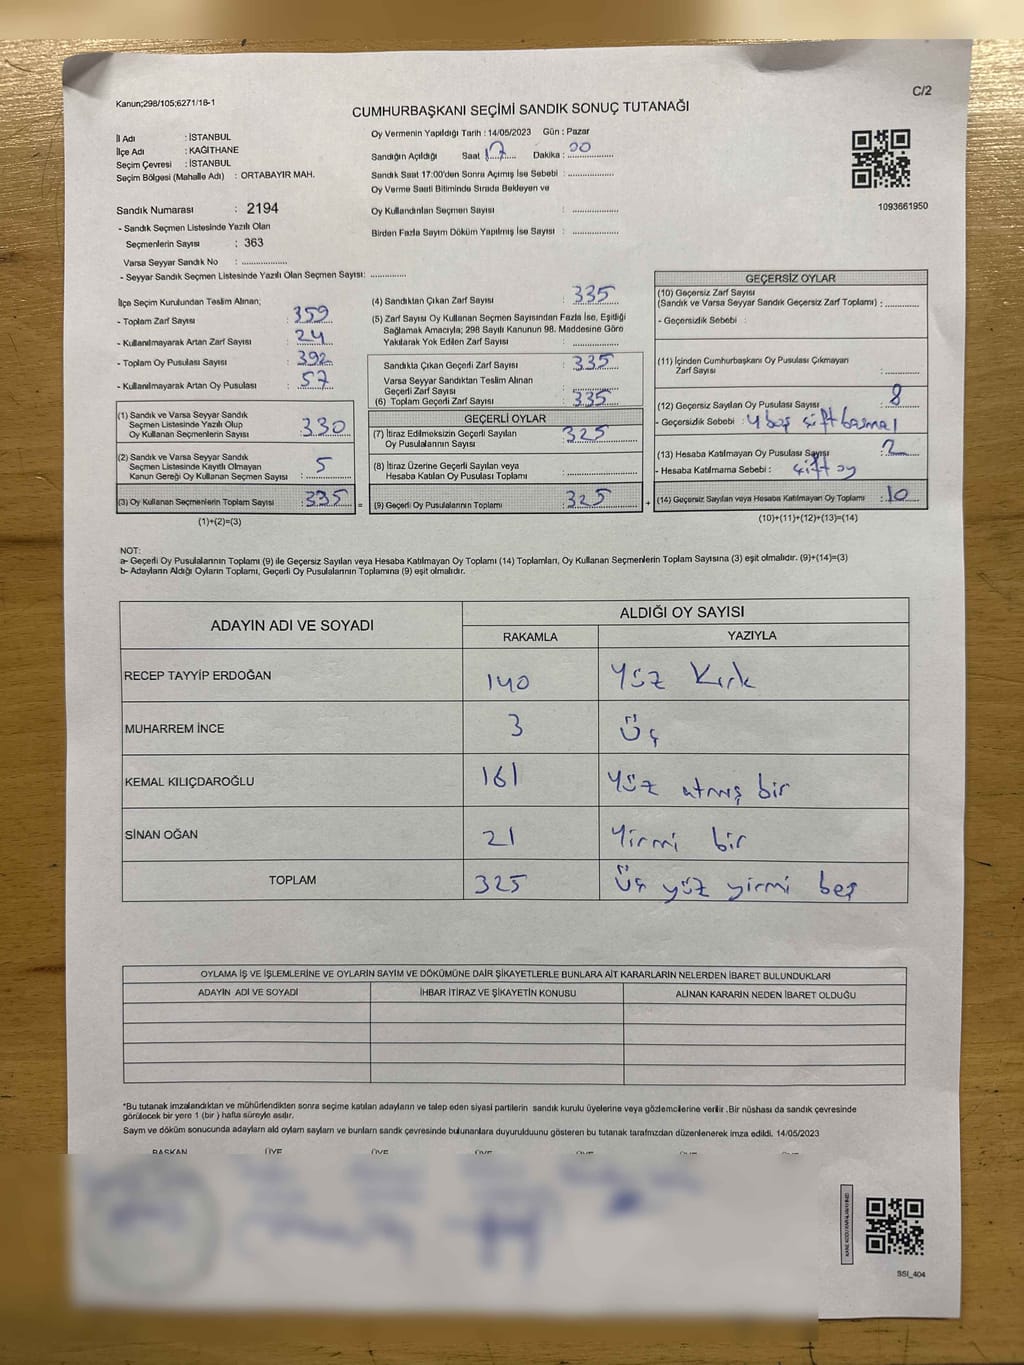 Kanun;298/105;6271/18-1
C/2
CUMHURBAŞKANI SEÇİMİ SANDIK SONUÇ TUTANAĞI
İl Adı : İSTANBUL
İlçe Adı : KAĞITHANE
Seçim Çevresi : İSTANBUL
Seçim Bölgesi (Mahalle Adı) : ORTABAYIR MAH.
Oy Vermenin Yapıldığı Tarih : 14/05/2023 Gün : Pazar
Sandığın Açıldığı Saat 17 Dakika : 00
Sandık Saat 17:00'den Sonra Açılmış İse Sebebi :
Oy Verme Saati Bitiminde Sırada Bekleyen ve
Oy Kullandırılan Seçmen Sayısı :
Birden Fazla Sayım Döküm Yapılmış İse Sayısı :
1093661950
Sandık Numarası : 2194
- Sandık Seçmen Listesinde Yazılı Olan
Seçmenlerin Sayısı : 363
Varsa Seyyar Sandık No :
- Seyyar Sandık Seçmen Listesinde Yazılı Olan Seçmen Sayısı:
İlçe Seçim Kurulundan Teslim Alınan;
- Toplam Zarf Sayısı : 359
- Kullanılmayarak Artan Zarf Sayısı : 24
- Toplam Oy Pusulası Sayısı : 392
- Kullanılmayarak Artan Oy Pusulası : 57
(1) Sandık ve Varsa Seyyar Sandık
Seçmen Listesinde Yazılı Olup
Oy Kullanan Seçmenlerin Sayısı : 330
(2) Sandık ve Varsa Seyyar Sandık
Seçmen Listesinde Kayıtlı Olmayan
Kanun Gereği Oy Kullanan Seçmen Sayısı : 5
(3) Oy Kullanan Seçmenlerin Toplam Sayısı : 335 =
(1)+(2)=(3)
(4) Sandıktan Çıkan Zarf Sayısı : 335
(5) Zarf Sayısı Oy Kullanan Seçmen Sayısından Fazla İse, Eşitliği
Sağlamak Amacıyla; 298 Sayılı Kanunun 98. Maddesine Göre
Yakılarak Yok Edilen Zarf Sayısı :
Sandıkta Çıkan Geçerli Zarf Sayısı : 335
Varsa Seyyar Sandıktan Teslim Alınan
Geçerli Zarf Sayısı :
(6) Toplam Geçerli Zarf Sayısı : 335
GEÇERLİ OYLAR
(7) İtiraz Edilmeksizin Geçerli Sayılan
Oy Pusulalarının Sayısı : 325
(8) İtiraz Üzerine Geçerli Sayılan veya
Hesaba Katılan Oy Pusulası Toplamı :
(9) Geçerli Oy Pusulalarının Toplamı : 325 +
GEÇERSİZ OYLAR
(10) Geçersiz Zarf Sayısı
(Sandık ve Varsa Seyyar Sandık Geçersiz Zarf Toplamı) :
- Geçersizlik Sebebi :
(11) İçinden Cumhurbaşkanı Oy Pusulası Çıkmayan
Zarf Sayısı :
(12) Geçersiz Sayılan Oy Pusulası Sayısı : 8
- Geçersizlik Sebebi : 4 boş çift basmal
(13) Hesaba Katılmayan Oy Pusulası Sayısı : 2
- Hesaba Katılmama Sebebi : çift oy
(14) Geçersiz Sayılan veya Hesaba Katılmayan Oy Toplamı : 10
(10)+(11)+(12)+(13)=(14)
NOT:
a- Geçerli Oy Pusulalarının Toplamı (9) ile Geçersiz Sayılan veya Hesaba Katılmayan Oy Toplamı (14) Toplamları, Oy Kullanan Seçmenlerin Toplam Sayısına (3) eşit olmalıdır. (9)+(14)=(3)
b- Adayların Aldığı Oyların Toplamı, Geçerli Oy Pusulalarının Toplamına (9) eşit olmalıdır.
ADAYIN ADI VE SOYADI
ALDIĞI OY SAYISI
RAKAMLA YAZIYLA
RECEP TAYYİP ERDOĞAN 140 Yüz Kırk
MUHARREM İNCE 3 Üç
KEMAL KILIÇDAROĞLU 161 Yüz atmış bir
SİNAN OĞAN 21 Yirmi bir
TOPLAM 325 Üç yüz yirmi beş
OYLAMA İŞ VE İŞLEMLERİNE VE OYLARIN SAYIM VE DÖKÜMÜNE DAİR ŞİKAYETLERLE BUNLARA AİT KARARLARIN NELERDEN İBARET BULUNDUKLARI
ADAYIN ADI VE SOYADI İHBAR İTİRAZ VE ŞİKAYETİN KONUSU ALINAN KARARIN NEDEN İBARET OLDUĞU
*Bu tutanak imzalandıktan ve mühürlendikten sonra seçime katılan adayların ve talep eden siyasi partilerin sandık kurulu üyelerine veya gözlemcilerine verilir .Bir nüshası da sandık çevresinde
görülecek bir yere 1 (bir ) hafta süreyle asılır.
Sayım ve döküm sonucunda adayların ald oyların sayları ve bunların sandk çevresinde bulunanlara duyurulduunu gösteren bu tutanak tarafmzdan düzenlenerek imza edildi. 14/05/2023
BAŞKAN ÜYE ÜYE ÜYE ÜYE ÜYE ÜYE
SSI_404